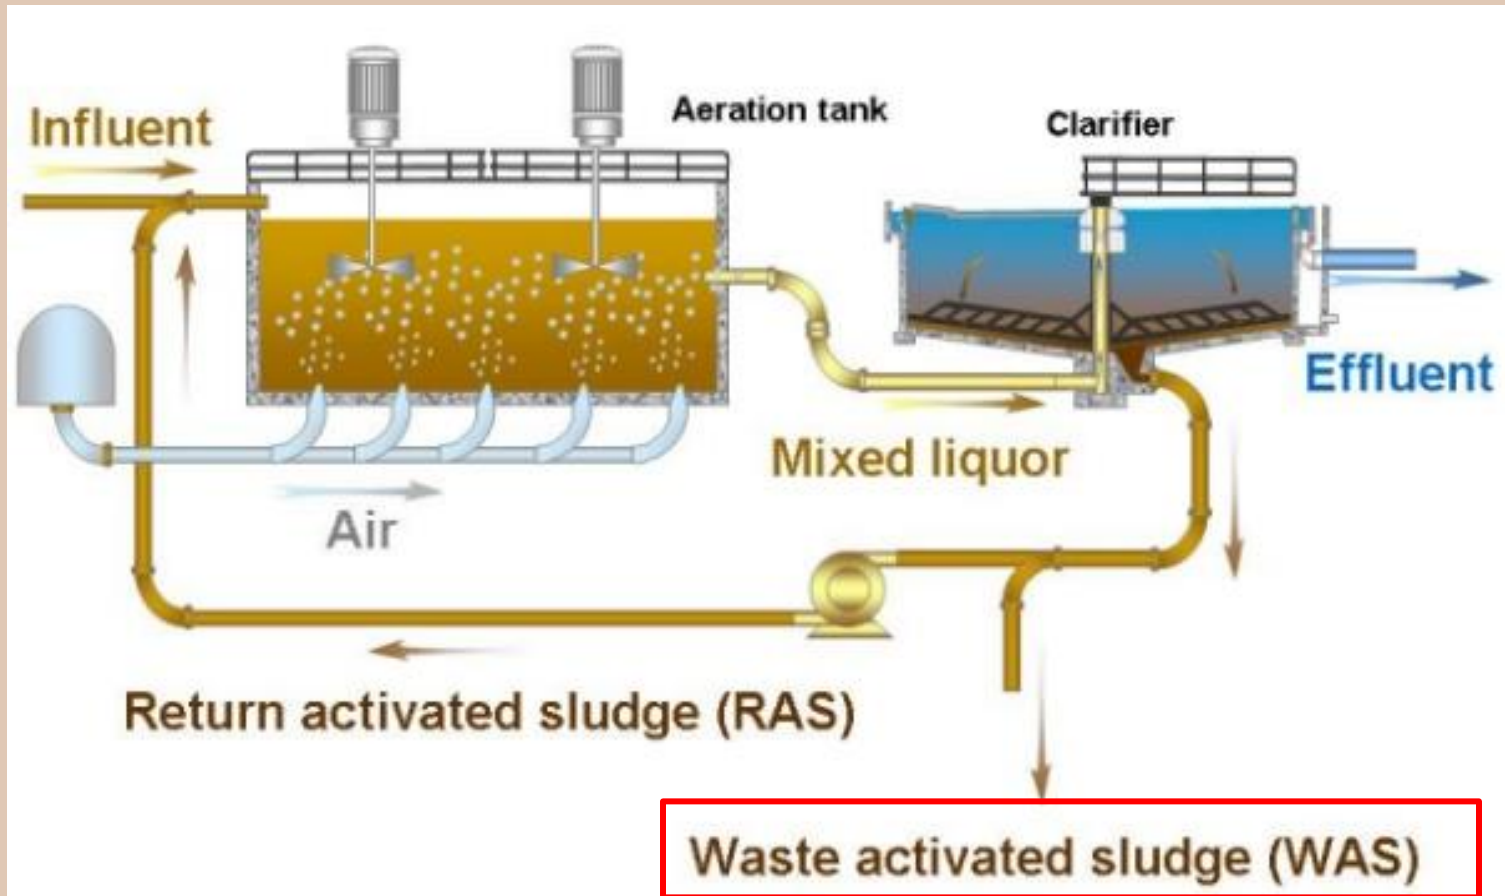 Influent
Aeration tank
Clarifier
Effluent
Mixed liquor
Air
Return activated sludge (RAS)
Waste activated sludge (WAS)